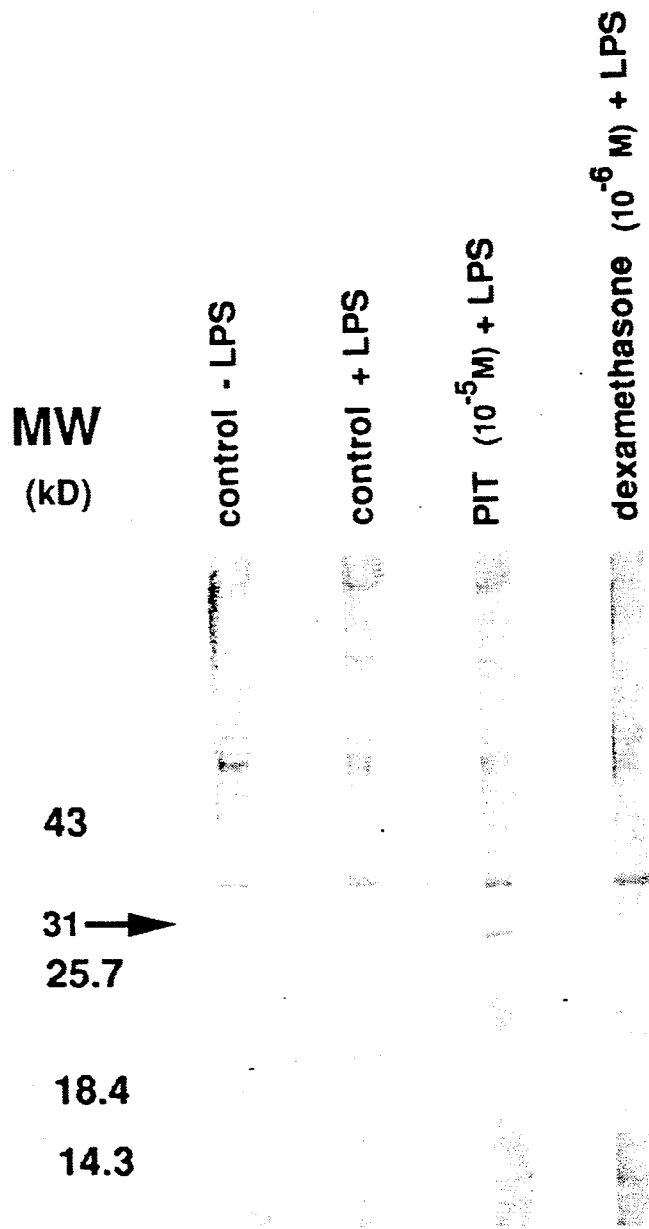 MW
(kD)
control - LPS
control + LPS
PIT (10⁻⁵M) + LPS
dexamethasone (10⁻⁶ M) + LPS
43
31
25.7
18.4
14.3